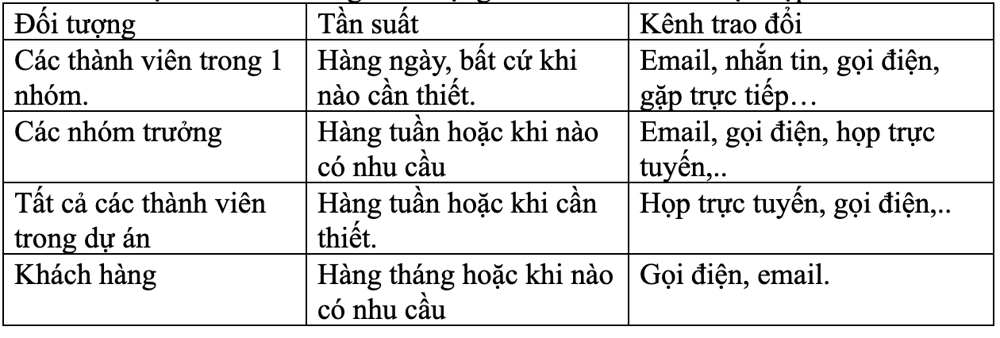 Đối tượng
Tần suất
Kênh trao đổi
Các thành viên trong 1
nhóm.
Hàng ngày, bất cứ khi
nào cần thiết.
Email, nhắn tin, gọi điện,
gặp trực tiếp…
Các nhóm trưởng
Hàng tuần hoặc khi nào
có nhu cầu
Email, gọi điện, họp trực
tuyến,..
Tất cả các thành viên
trong dự án
Hàng tuần hoặc khi cần
thiết.
Họp trực tuyến, gọi điện,..
Khách hàng
Hàng tháng hoặc khi nào
có nhu cầu
Gọi điện, email.